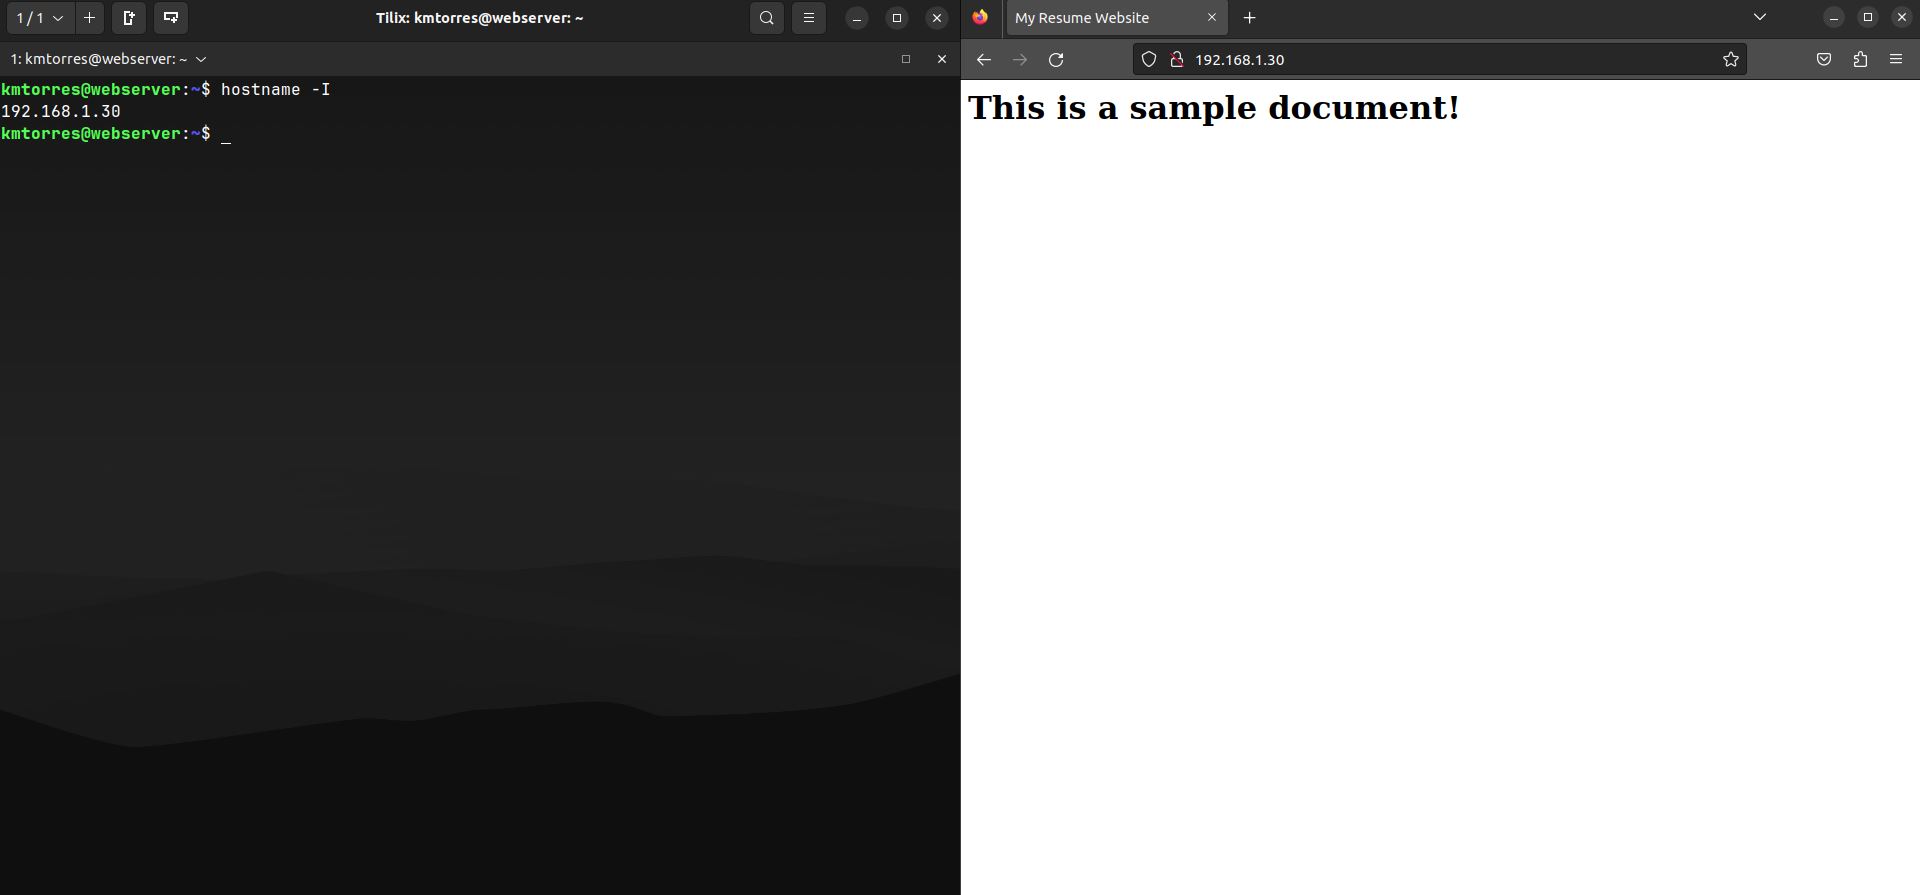 1 / 1
Tilix: kmtorres@webserver: ~
1: kmtorres@webserver: ~
kmtorres@webserver:~$ hostname -I
192.168.1.30
kmtorres@webserver:~$ _
My Resume Website
192.168.1.30
This is a sample document!